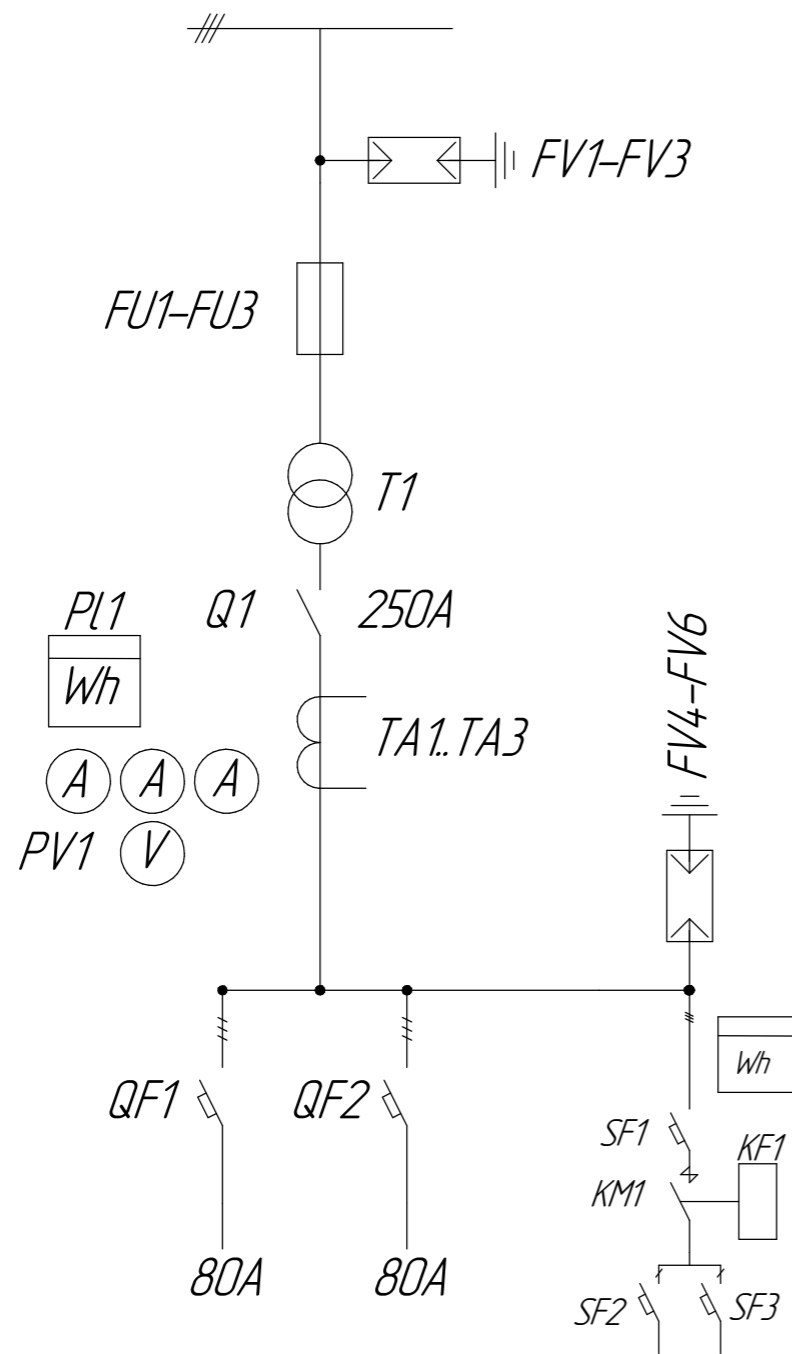 FV1-FV3
FU1-FU3
T1
PI1
Q1
250A
Wh
FV4-FV6
TA1..TA3
A
A
A
PV1
V
Wh
QF1
QF2
SF1
KF1
KM1
80A
80A
SF2
SF3